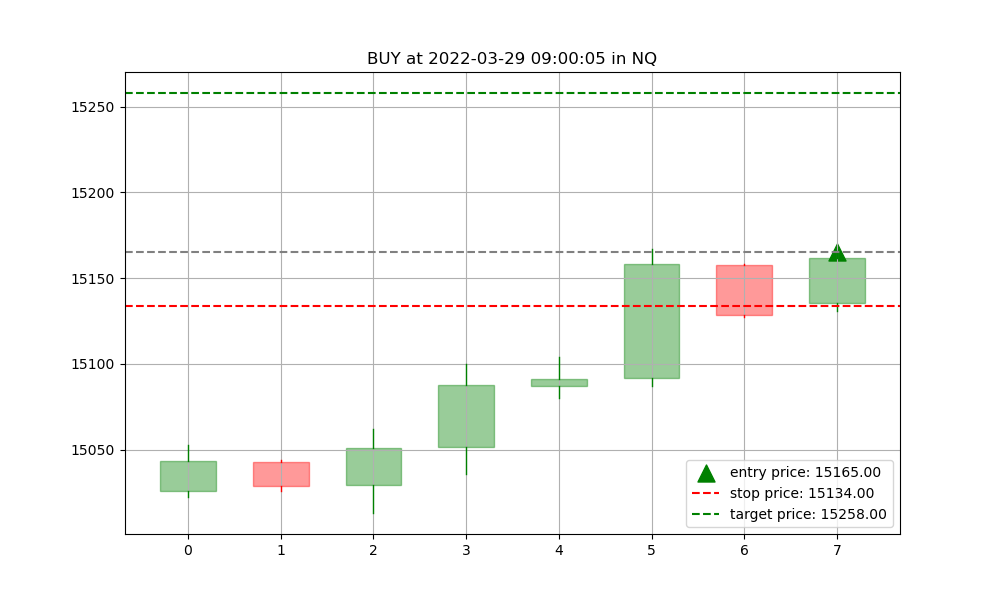 BUY at 2022-03-29 09:00:05 in NQ
15250
15200
15150
15100
15050
entry price: 15165.00
stop price: 15134.00
target price: 15258.00
0 1 2 3 4 5 6 7